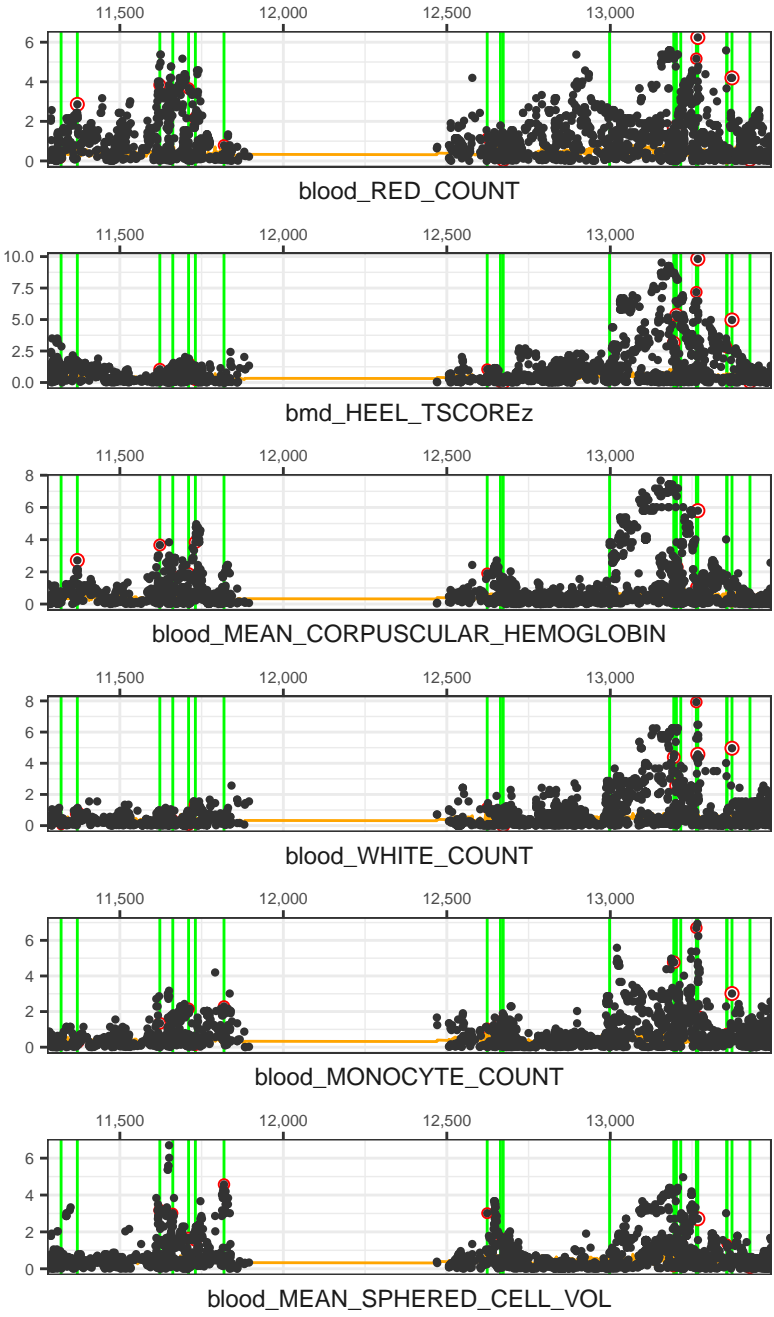 11,500 12,000 12,500 13,000
6
4
2
0
blood_RED_COUNT
11,500 12,000 12,500 13,000
10.0
7.5
5.0
2.5
0.0
bmd_HEEL_TSCOREz
11,500 12,000 12,500 13,000
8
6
4
2
0
blood_MEAN_CORPUSCULAR_HEMOGLOBIN
11,500 12,000 12,500 13,000
8
6
4
2
0
blood_WHITE_COUNT
11,500 12,000 12,500 13,000
6
4
2
0
blood_MONOCYTE_COUNT
11,500 12,000 12,500 13,000
6
4
2
0
blood_MEAN_SPHERED_CELL_VOL